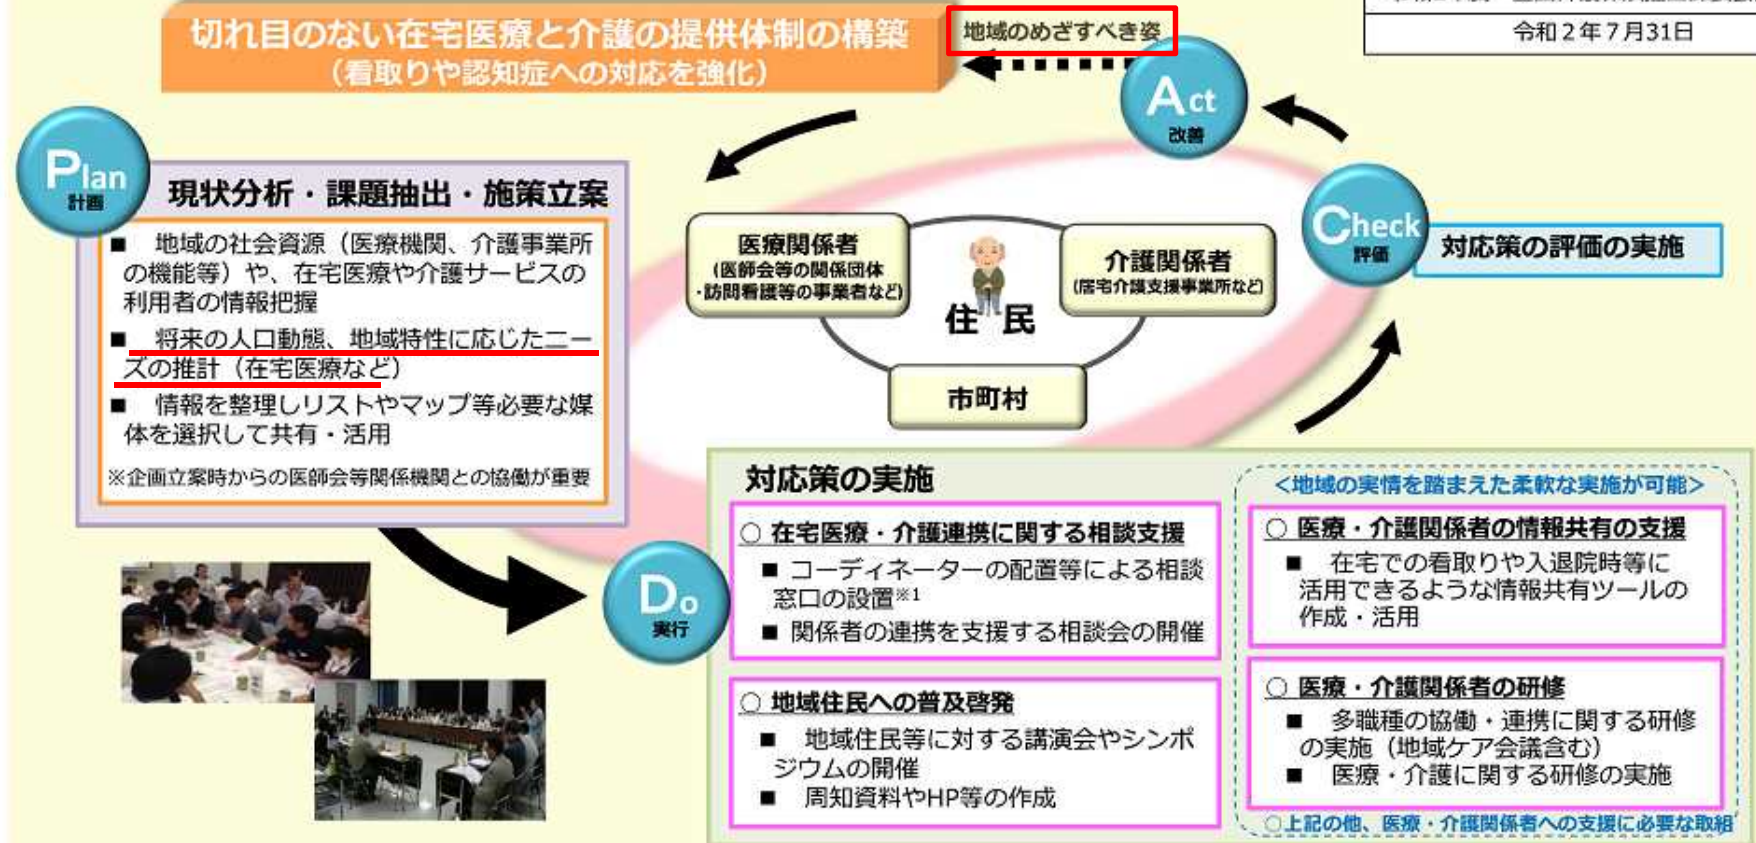 令和2年7月31日
切れ目のない在宅医療と介護の提供体制の構築
（看取りや認知症への対応を強化）
地域のめざすべき姿
Act
改善
Plan
計画
現状分析・課題抽出・施策立案
■ 地域の社会資源（医療機関、介護事業所
の機能等）や、在宅医療や介護サービスの
利用者の情報把握
■ 将来の人口動態、地域特性に応じたニー
ズの推計（在宅医療など）
■ 情報を整理しリストやマップ等必要な媒
体を選択して共有・活用
※企画立案時からの医師会等関係機関との協働が重要
医療関係者
（医師会等の関係団体
・訪問看護等の事業者など）
介護関係者
（居宅介護支援事業所など）
住民
市町村
Check
評価
対応策の評価の実施
Do
実行
対応策の実施
○ 在宅医療・介護連携に関する相談支援
■ コーディネーターの配置等による相談
窓口の設置※1
■ 関係者の連携を支援する相談会の開催
○ 地域住民への普及啓発
■ 地域住民等に対する講演会やシンポ
ジウムの開催
■ 周知資料やHP等の作成
＜地域の実情を踏まえた柔軟な実施が可能＞
○ 医療・介護関係者の情報共有の支援
■ 在宅での看取りや入退院時等に
活用できるような情報共有ツールの
作成・活用
○ 医療・介護関係者の研修
■ 多職種の協働・連携に関する研修
の実施（地域ケア会議含む）
■ 医療・介護に関する研修の実施
○上記の他、医療・介護関係者への支援に必要な取組